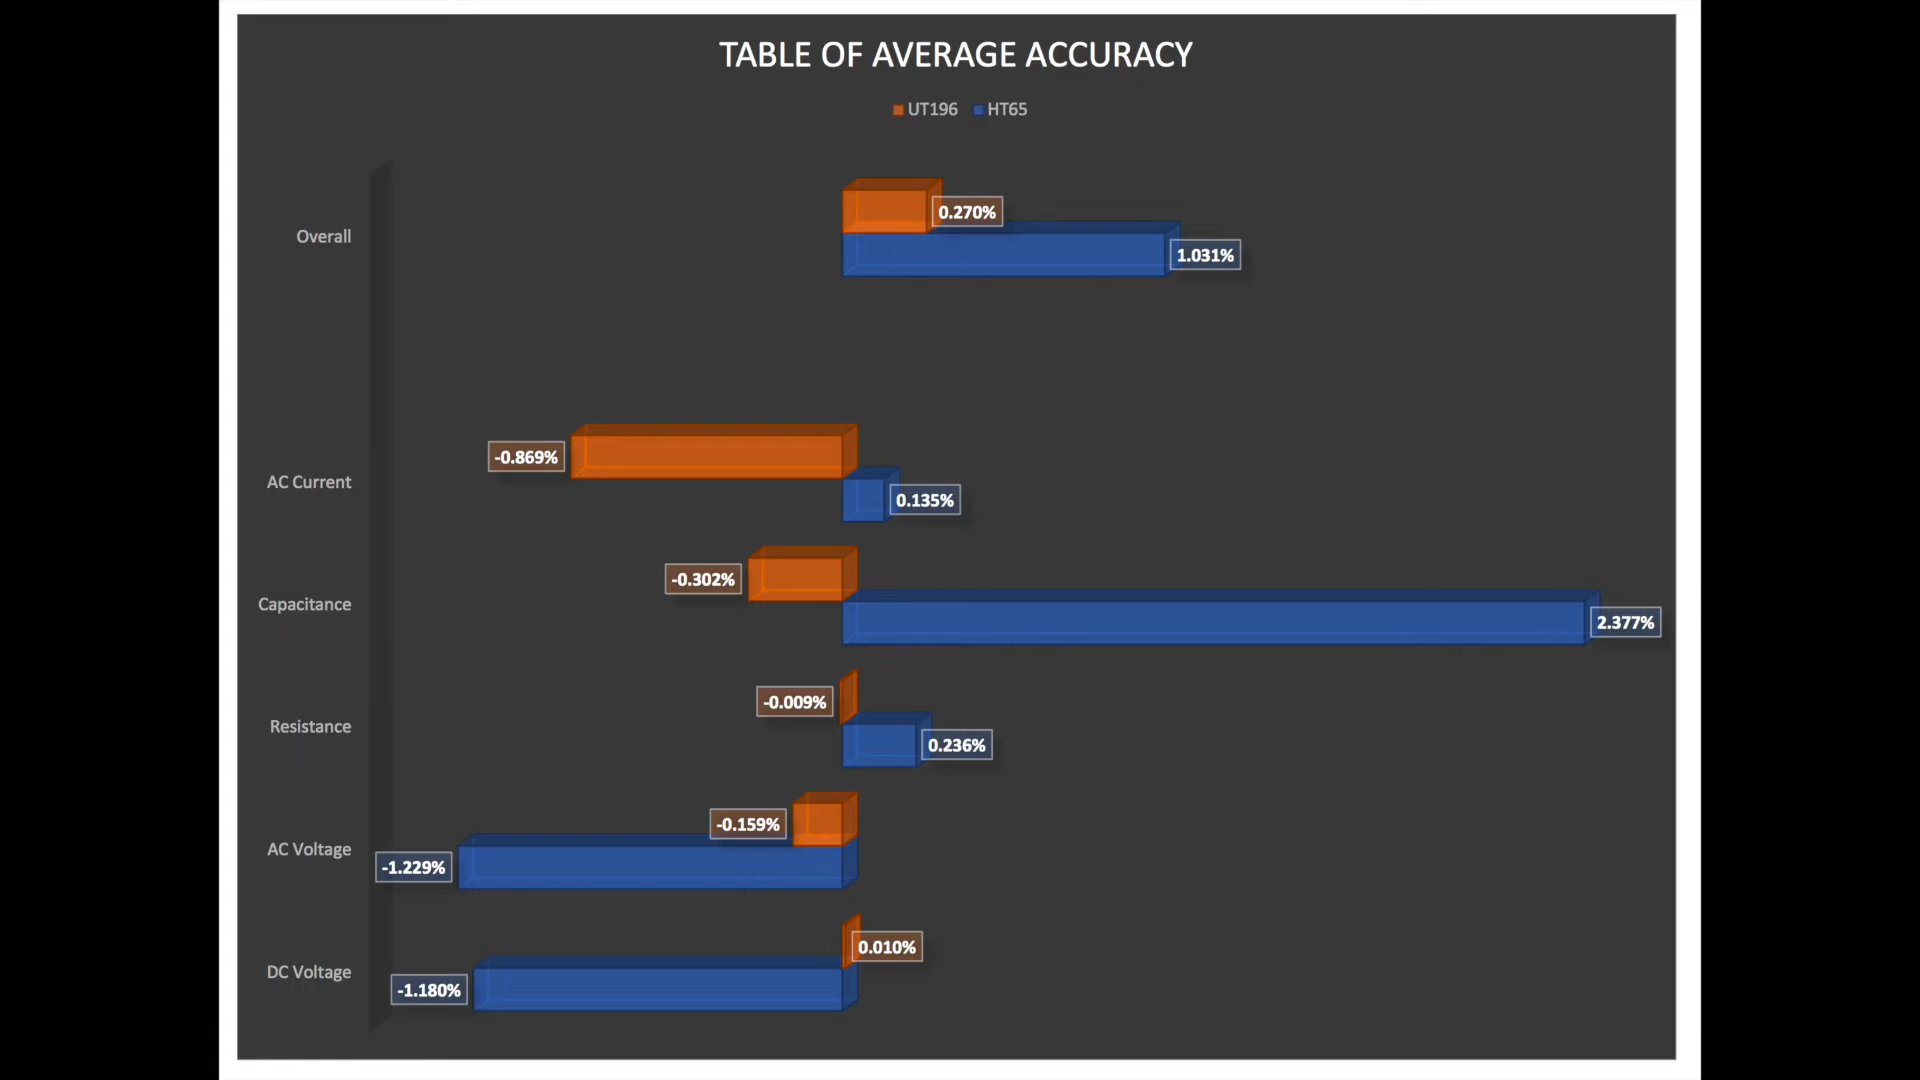 TABLE OF AVERAGE ACCURACY
UT196 HT65
Overall
0.270%
1.031%
AC Current
-0.869%
0.135%
Capacitance
-0.302%
2.377%
Resistance
-0.009%
0.236%
AC Voltage
-0.159%
-1.229%
DC Voltage
0.010%
-1.180%